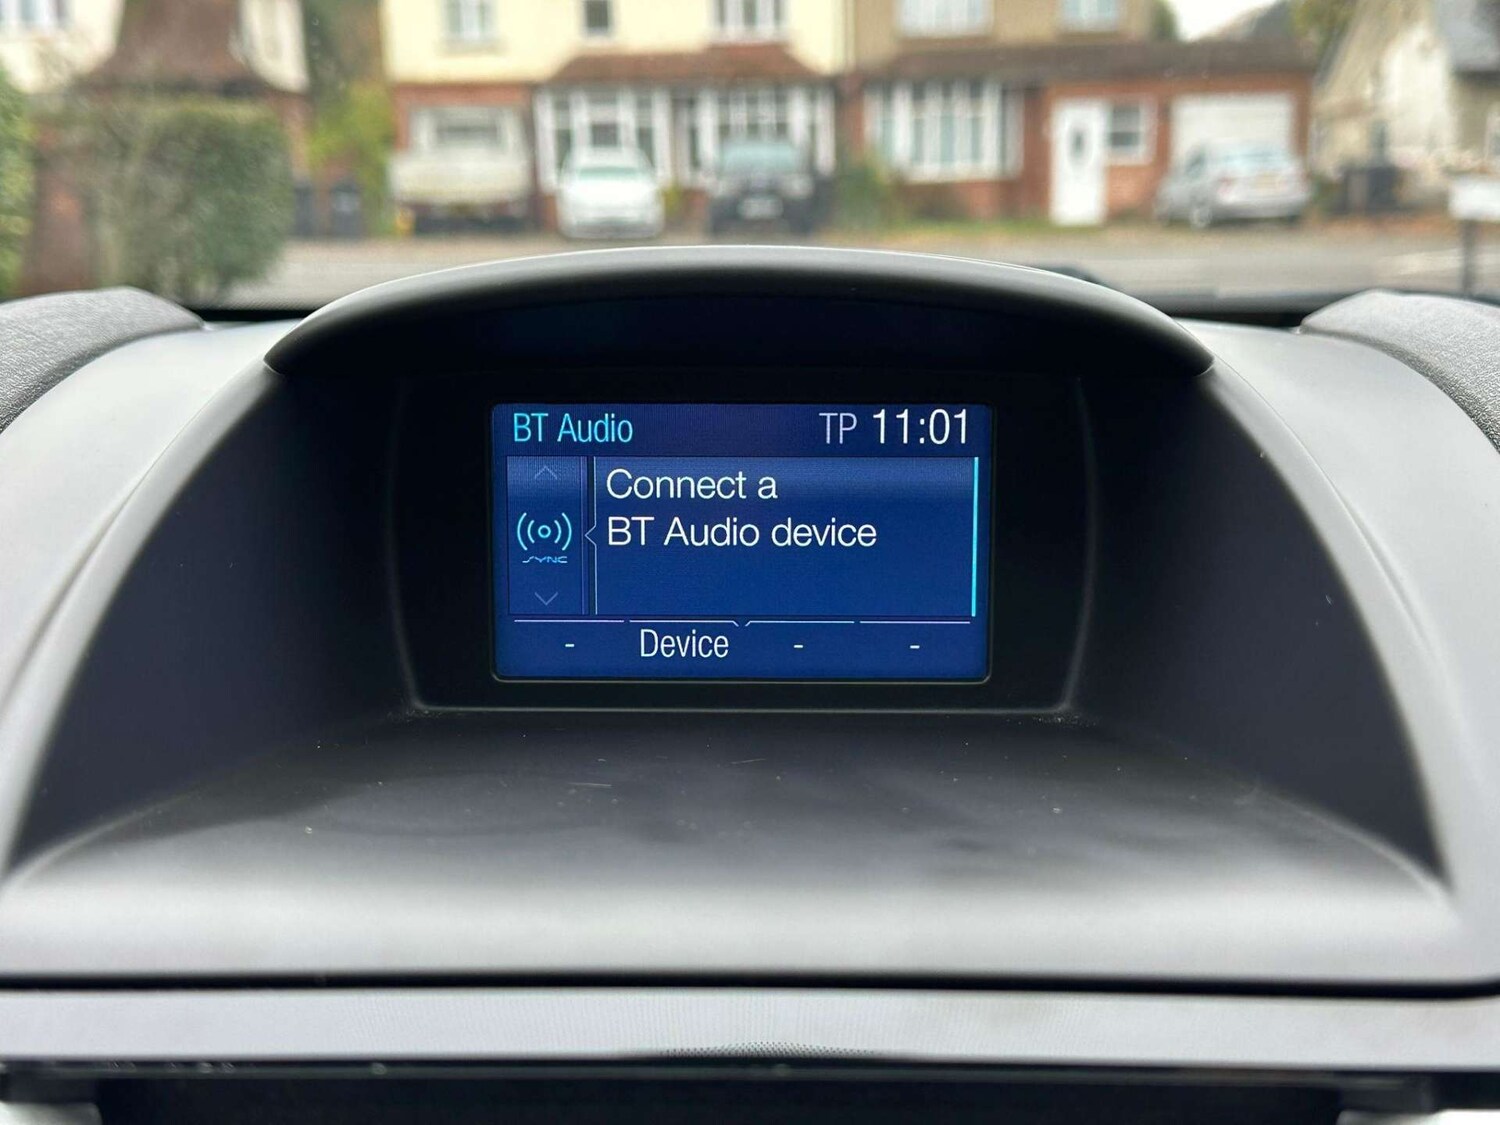 BT Audio TP 11:01
Connect a
BT Audio device
SYNC
- Device - -